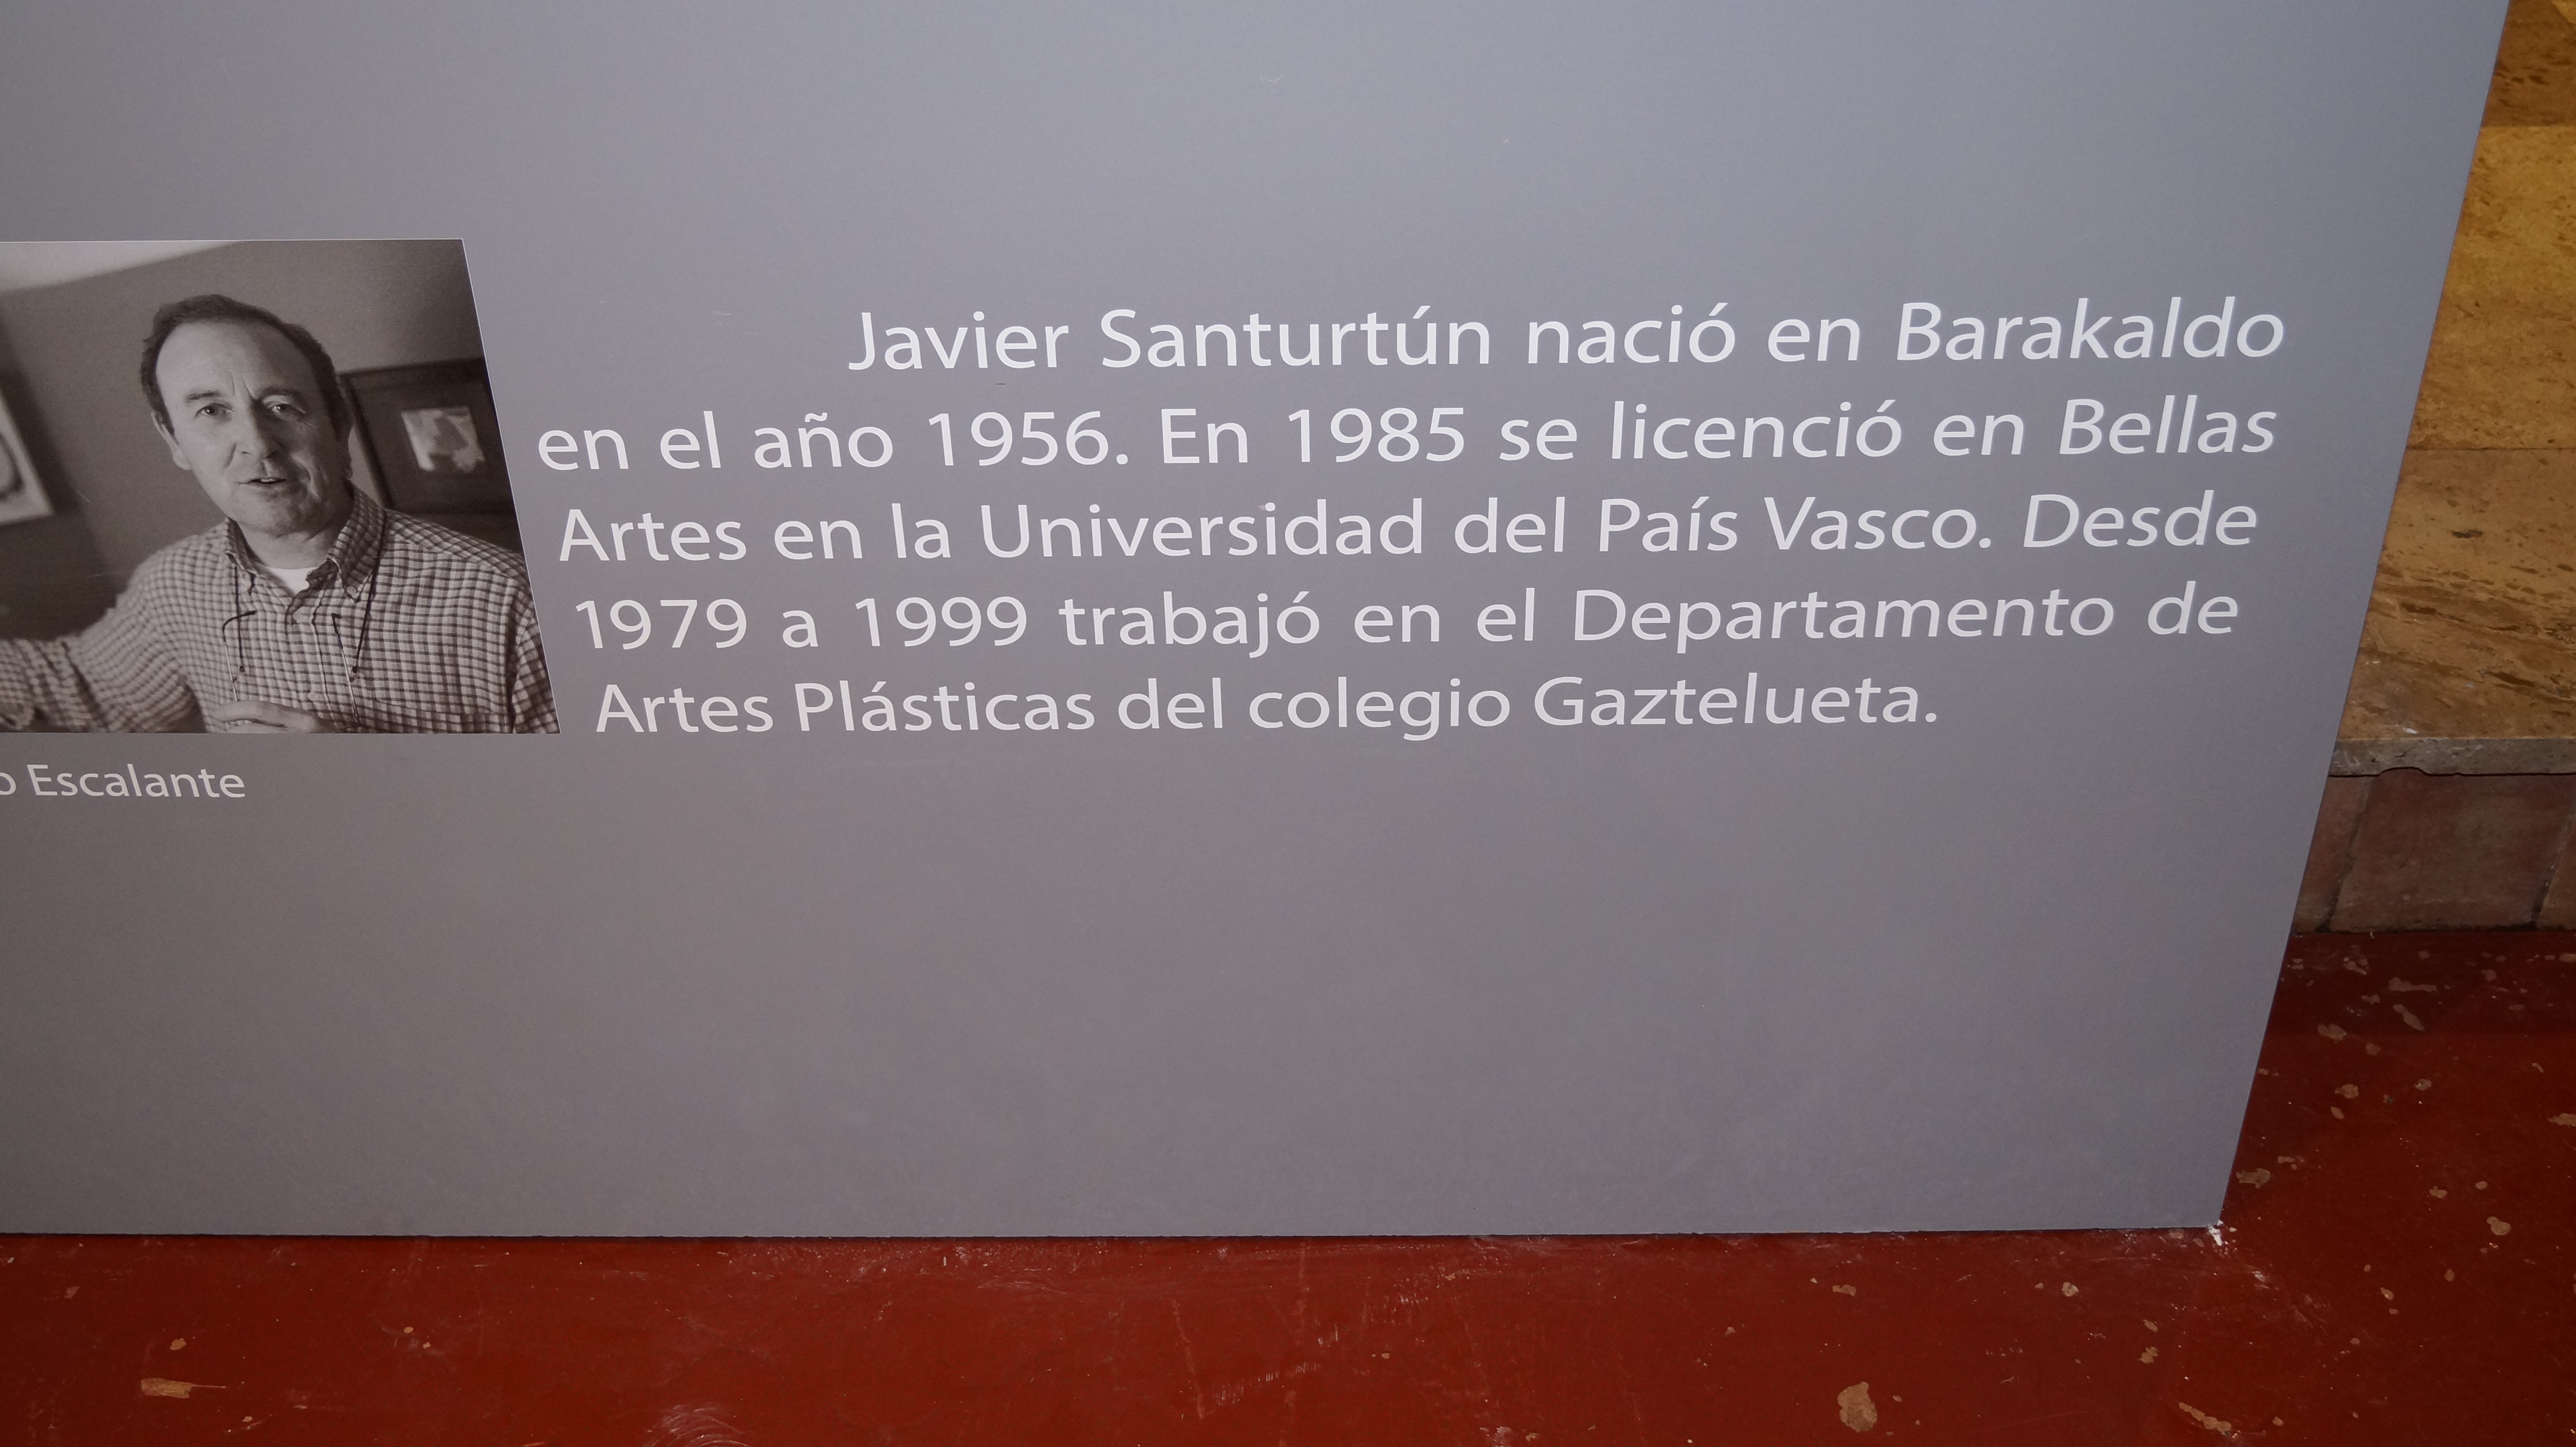 Javier Santurtún nació en Barakaldo
en el año 1956. En 1985 se licenció en Bellas
Artes en la Universidad del País Vasco. Desde
1979 a 1999 trabajó en el Departamento de
Artes Plásticas del colegio Gaztelueta.
o Escalante